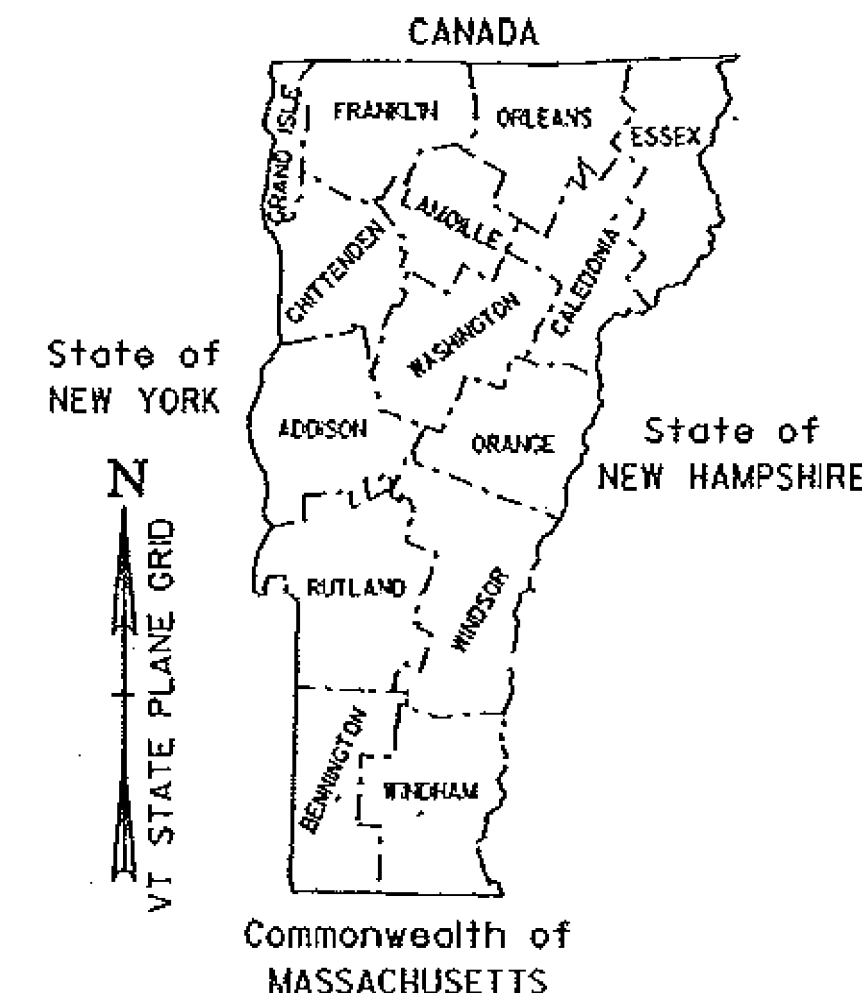 CANADA
GRAND ISLE
FRANKLIN
ORLEANS
ESSEX
LAMOILLE
CHITTENDEN
CALEDONIA
WASHINGTON
State of
NEW YORK
ADDISON
ORANGE
State of
NEW HAMPSHIRE
N
VT STATE PLANE GRID
RUTLAND
WINDSOR
BENNINGTON
WINDHAM
Commonwealth of
MASSACHUSETTS